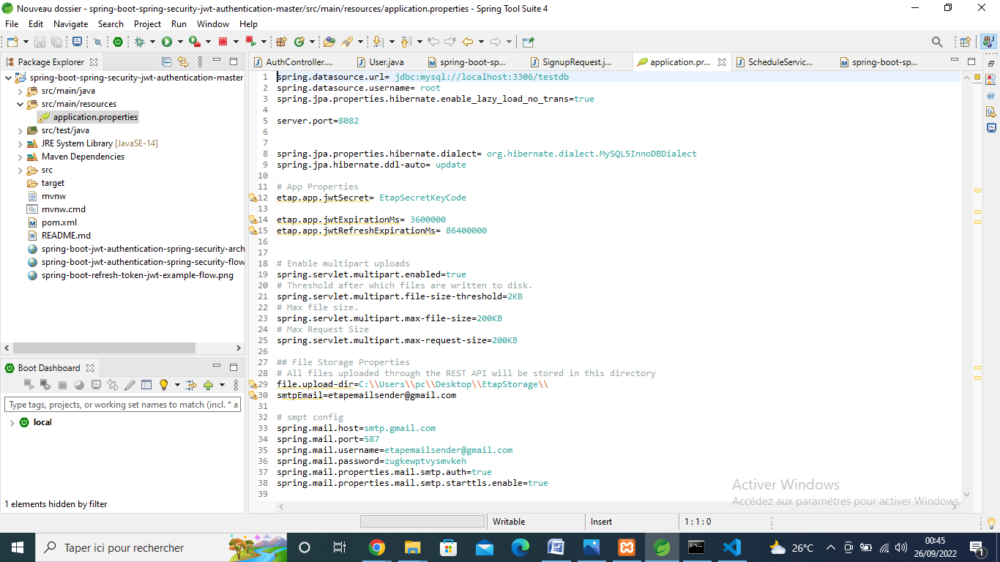 Nouveau dossier - spring-boot-spring-security-jwt-authentication-master/src/main/resources/application.properties - Spring Tool Suite 4
File Edit Navigate Search Project Run Window Help
Package Explorer
AuthController.... User.java spring-boot-sp... SignupRequest.j... application.pr... ScheduleServic... spring-boot-sp...
spring-boot-spring-security-jwt-authentication-master
src/main/java
src/main/resources
application.properties
src/test/java
JRE System Library [JavaSE-14]
Maven Dependencies
src
target
mvnw
mvnw.cmd
pom.xml
README.md
spring-boot-jwt-authentication-spring-security-arch
spring-boot-jwt-authentication-spring-security-flow
spring-boot-refresh-token-jwt-example-flow.png
Boot Dashboard
Type tags, projects, or working set names to match (incl. * a
local
1 elements hidden by filter
1 spring.datasource.url= jdbc:mysql://localhost:3306/testdb
2 spring.datasource.username= root
3 spring.jpa.properties.hibernate.enable_lazy_load_no_trans=true
4
5 server.port=8082
6
7
8 spring.jpa.properties.hibernate.dialect= org.hibernate.dialect.MySQL5InnoDBDialect
9 spring.jpa.hibernate.ddl-auto= update
10
11 # App Properties
12 etap.app.jwtSecret= EtapSecretKeyCode
13
14 etap.app.jwtExpirationMs= 3600000
15 etap.app.jwtRefreshExpirationMs= 86400000
16
17
18 # Enable multipart uploads
19 spring.servlet.multipart.enabled=true
20 # Threshold after which files are written to disk.
21 spring.servlet.multipart.file-size-threshold=2KB
22 # Max file size.
23 spring.servlet.multipart.max-file-size=200KB
24 # Max Request Size
25 spring.servlet.multipart.max-request-size=200KB
26
27 ## File Storage Properties
28 # All files uploaded through the REST API will be stored in this directory
29 file.upload-dir=C:\\Users\\pc\\Desktop\\EtapStorage\\
30 smtpEmail=etapemailsender@gmail.com
31
32 # smpt config
33 spring.mail.host=smtp.gmail.com
34 spring.mail.port=587
35 spring.mail.username=etapemailsender@gmail.com
36 spring.mail.password=zugkewptvysmvkeh
37 spring.mail.properties.mail.smtp.auth=true
38 spring.mail.properties.mail.smtp.starttls.enable=true
39
Activer Windows
Accédez aux paramètres pour activer Windows.
Writable Insert 1 : 1 : 0
Taper ici pour rechercher
26°C
00:45
26/09/2022
1